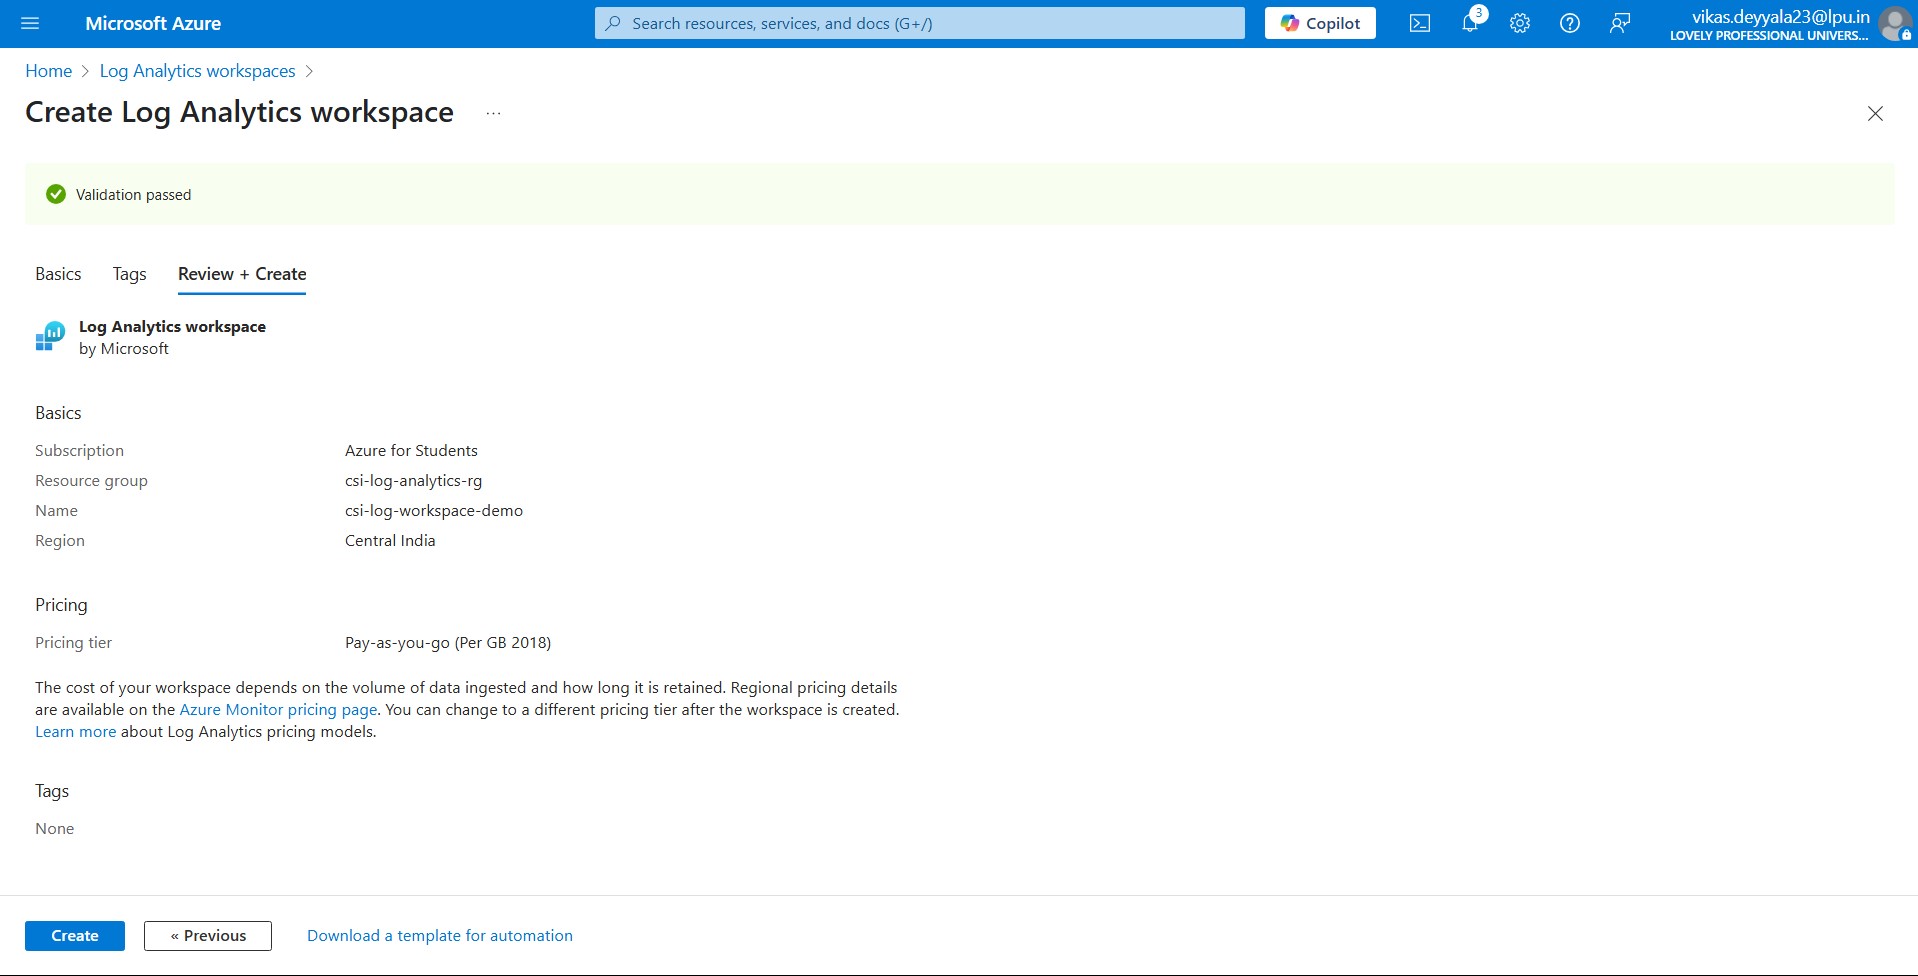 Microsoft Azure
Search resources, services, and docs (G+/)
Copilot
3
vikas.deyyala23@lpu.in
LOVELY PROFESSIONAL UNIVERS...
Home > Log Analytics workspaces >
Create Log Analytics workspace ...
Validation passed
Basics Tags Review + Create
Log Analytics workspace
by Microsoft
Basics
Subscription Azure for Students
Resource group csi-log-analytics-rg
Name csi-log-workspace-demo
Region Central India
Pricing
Pricing tier Pay-as-you-go (Per GB 2018)
The cost of your workspace depends on the volume of data ingested and how long it is retained. Regional pricing details
are available on the Azure Monitor pricing page. You can change to a different pricing tier after the workspace is created.
Learn more about Log Analytics pricing models.
Tags
None
Create « Previous Download a template for automation